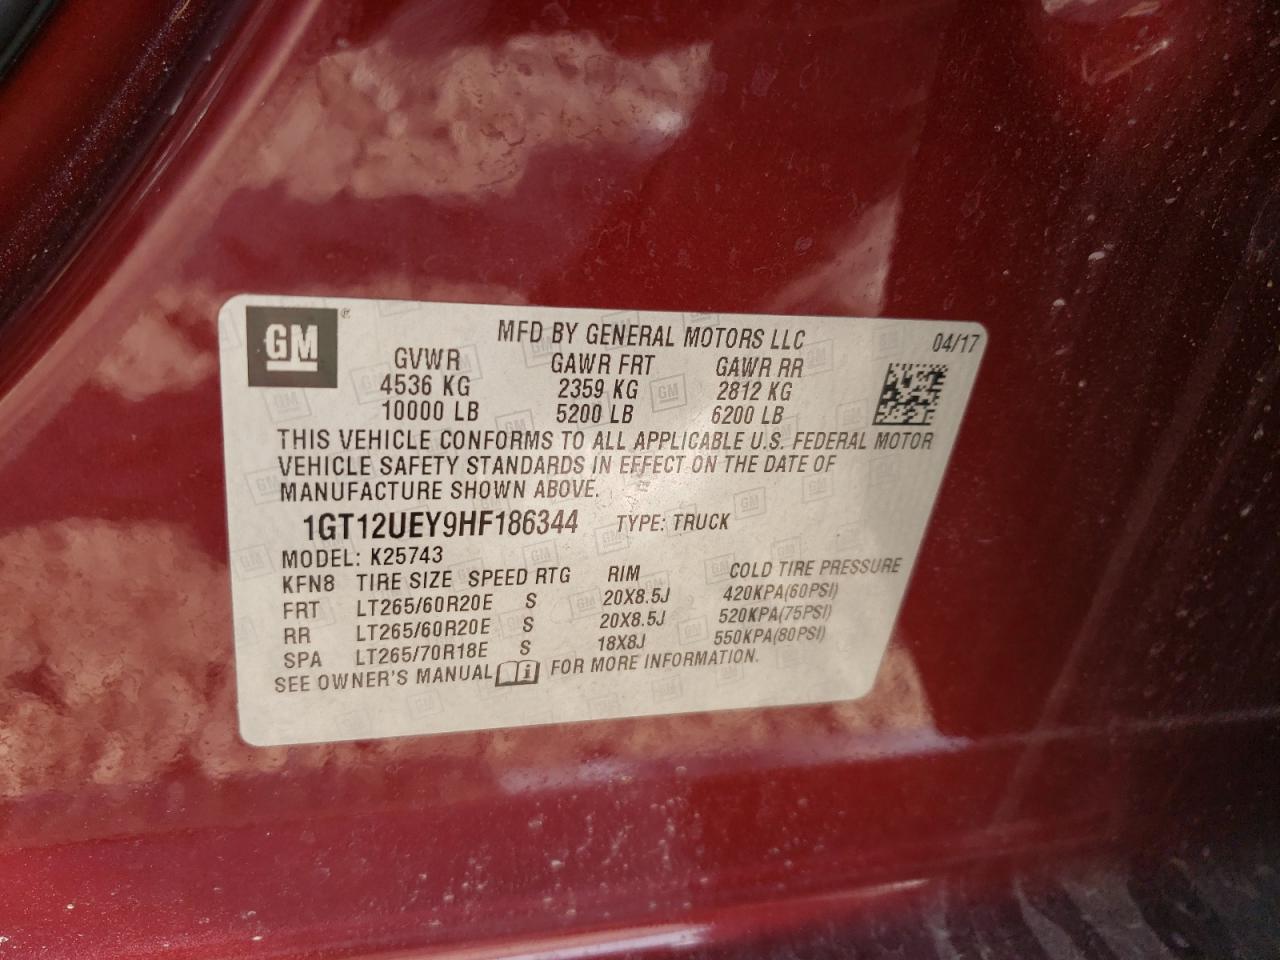 GM ®
MFD BY GENERAL MOTORS LLC 04/17
GVWR GAWR FRT GAWR RR
4536 KG 2359 KG 2812 KG
10000 LB 5200 LB 6200 LB
THIS VEHICLE CONFORMS TO ALL APPLICABLE U.S. FEDERAL MOTOR
VEHICLE SAFETY STANDARDS IN EFFECT ON THE DATE OF
MANUFACTURE SHOWN ABOVE.
1GT12UEY9HF186344 TYPE: TRUCK
MODEL: K25743
KFN8 TIRE SIZE SPEED RTG RIM COLD TIRE PRESSURE
FRT LT265/60R20E S 20X8.5J 420KPA(60PSI)
RR LT265/60R20E S 20X8.5J 520KPA(75PSI)
SPA LT265/70R18E S 18X8J 550KPA(80PSI)
SEE OWNER'S MANUAL i FOR MORE INFORMATION.